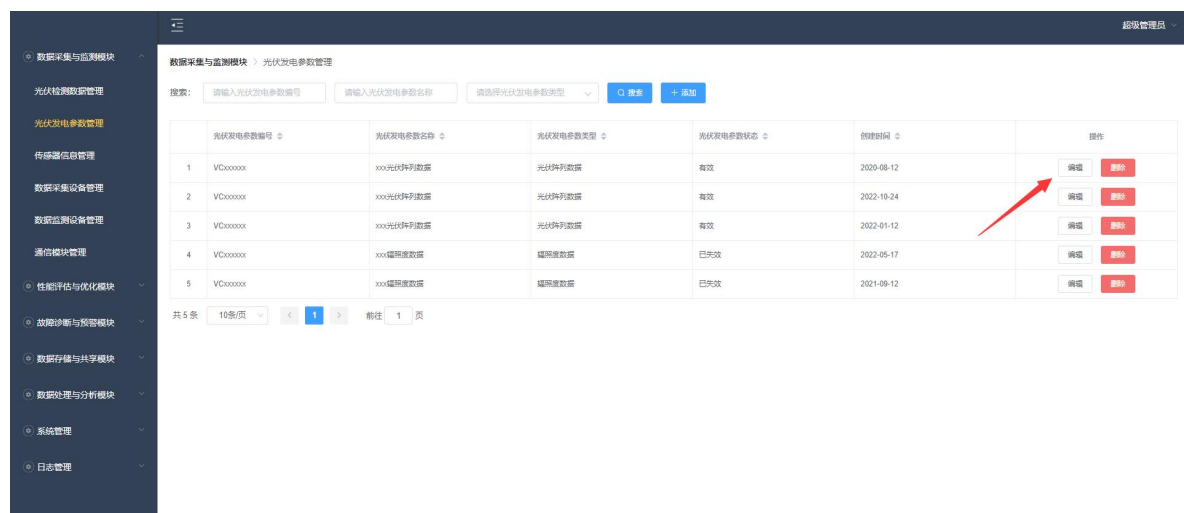 超级管理员
数据采集与监测模块
光伏检测数据管理
光伏发电参数管理
传感器信息管理
数据采集设备管理
数据监测设备管理
通信模块管理
性能评估与优化模块
故障诊断与预警模块
数据存储与共享模块
数据处理与分析模块
系统管理
日志管理
数据采集与监测模块 > 光伏发电参数管理
搜索: 请输入光伏发电参数编号 请输入光伏发电参数名称 请选择光伏发电参数类型 搜索 + 添加
光伏发电参数编号 光伏发电参数名称 光伏发电参数类型 光伏发电参数状态 创建时间 操作
1 VCxxxxxx xxx光伏阵列数据 光伏阵列数据 有效 2020-08-12 编辑 删除
2 VCxxxxxx xxx光伏阵列数据 光伏阵列数据 有效 2022-10-24 编辑 删除
3 VCxxxxxx xxx光伏阵列数据 光伏阵列数据 有效 2022-01-12 编辑 删除
4 VCxxxxxx xxx辐照度数据 辐照度数据 已失效 2022-05-17 编辑 删除
5 VCxxxxxx xxx辐照度数据 辐照度数据 已失效 2021-09-12 编辑 删除
共 5 条 10条/页 < 1 > 前往 1 页